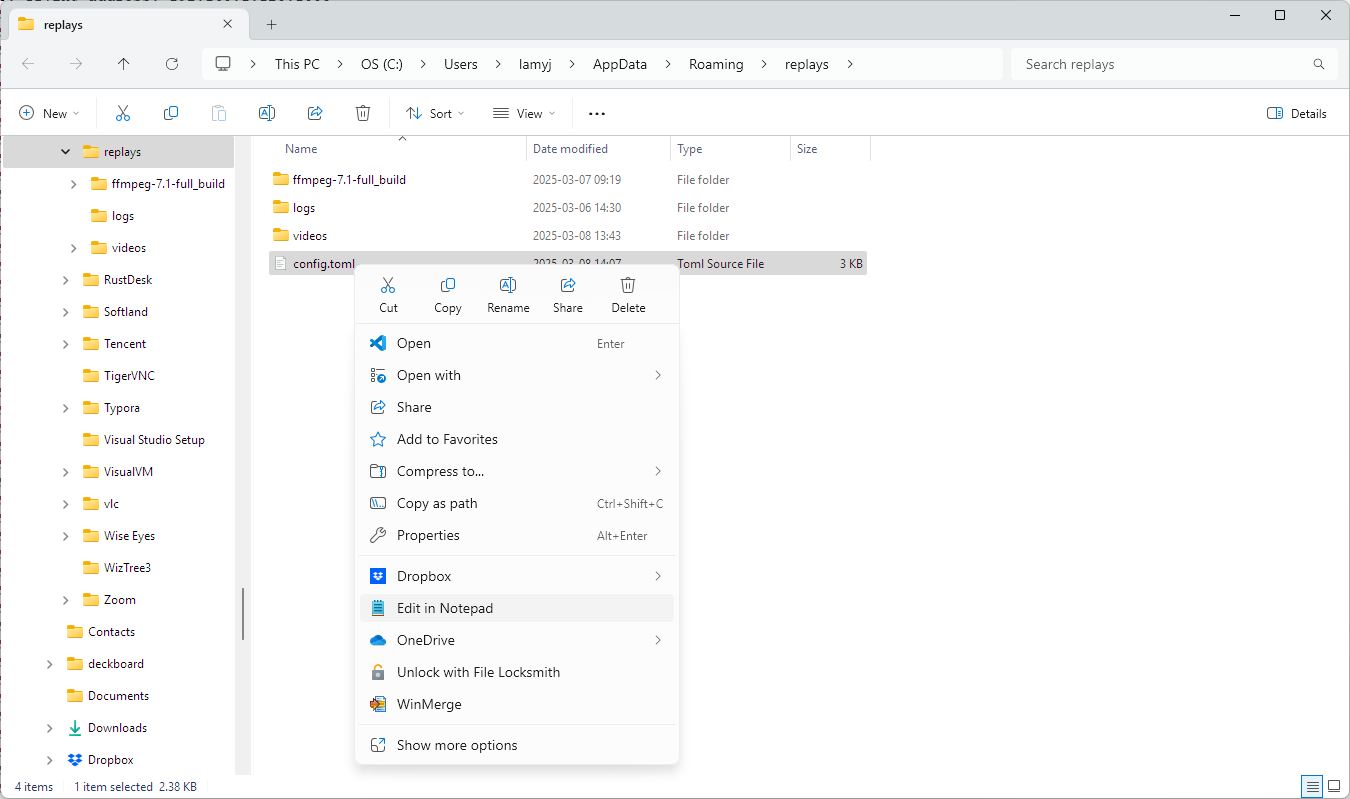 replays
This PC
OS (C:)
Users
lamyj
AppData
Roaming
replays
Search replays
New
Sort
View
Details
replays
ffmpeg-7.1-full_build
logs
videos
RustDesk
Softland
Tencent
TigerVNC
Typora
Visual Studio Setup
VisualVM
vlc
Wise Eyes
WizTree3
Zoom
Contacts
deckboard
Documents
Downloads
Dropbox
Name Date modified Type Size
ffmpeg-7.1-full_build 2025-03-07 09:19 File folder
logs 2025-03-06 14:30 File folder
videos 2025-03-08 13:43 File folder
config.toml 2025-03-08 14:07 Toml Source File 3 KB
Cut Copy Rename Share Delete
Open Enter
Open with
Share
Add to Favorites
Compress to...
Copy as path Ctrl+Shift+C
Properties Alt+Enter
Dropbox
Edit in Notepad
OneDrive
Unlock with File Locksmith
WinMerge
Show more options
4 items 1 item selected 2.38 KB